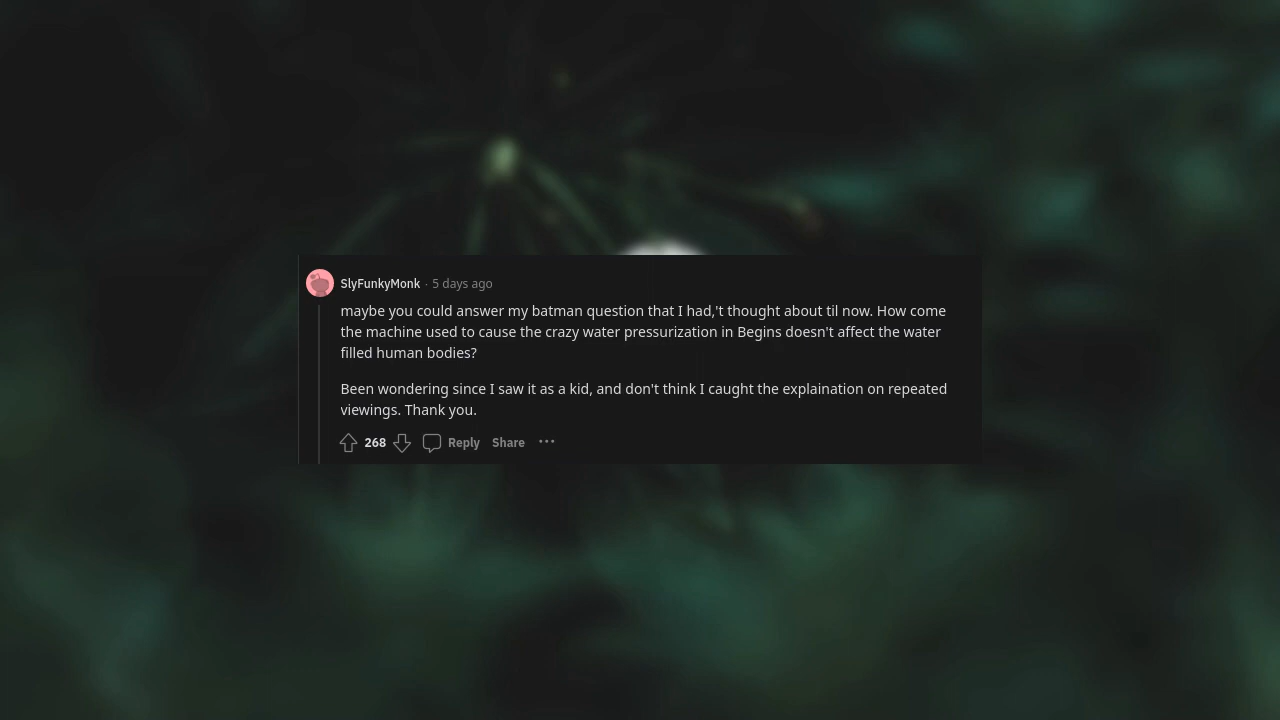 SlyFunkyMonk · 5 days ago
maybe you could answer my batman question that I had,'t thought about til now. How come
the machine used to cause the crazy water pressurization in Begins doesn't affect the water
filled human bodies?
Been wondering since I saw it as a kid, and don't think I caught the explaination on repeated
viewings. Thank you.
268 Reply Share ···